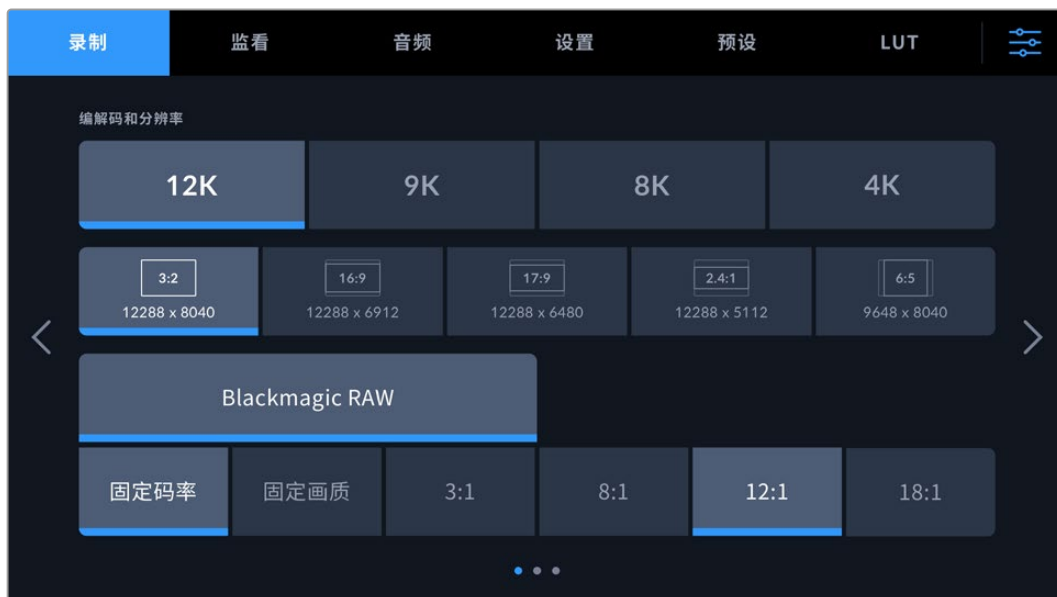 录制 监看 音频 设置 预设 LUT
编解码和分辨率
12K 9K 8K 4K
3:2 16:9 17:9 2.4:1 6:5
12288 x 8040 12288 x 6912 12288 x 6480 12288 x 5112 9648 x 8040
Blackmagic RAW
固定码率 固定画质 3:1 8:1 12:1 18:1